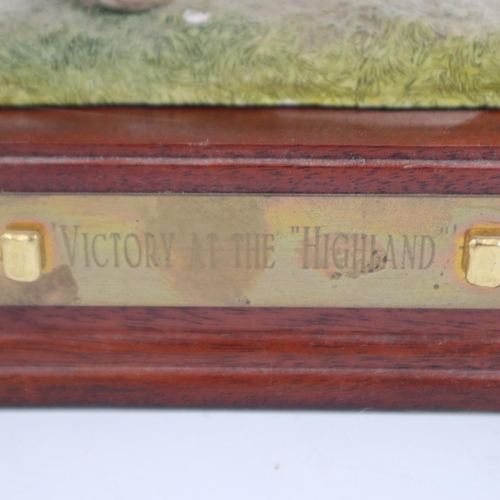 'VICTORY AT THE "HIGHLAND"'